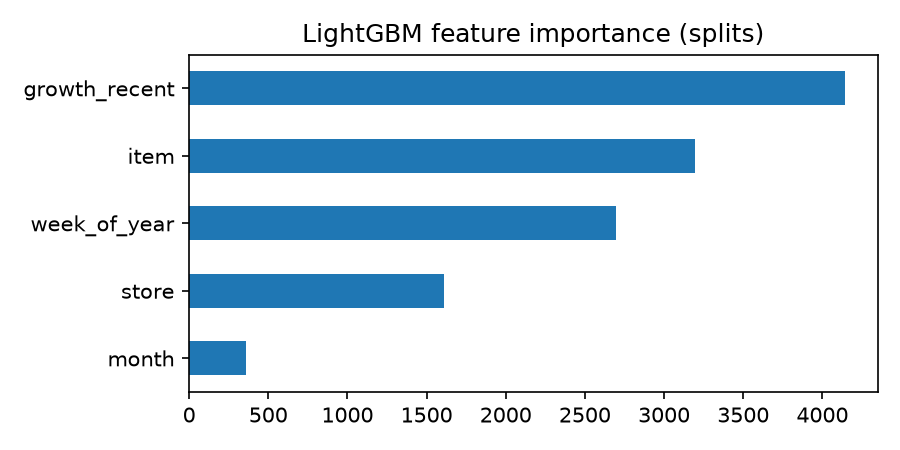 LightGBM feature importance (splits)
growth_recent
item
week_of_year
store
month
0 500 1000 1500 2000 2500 3000 3500 4000